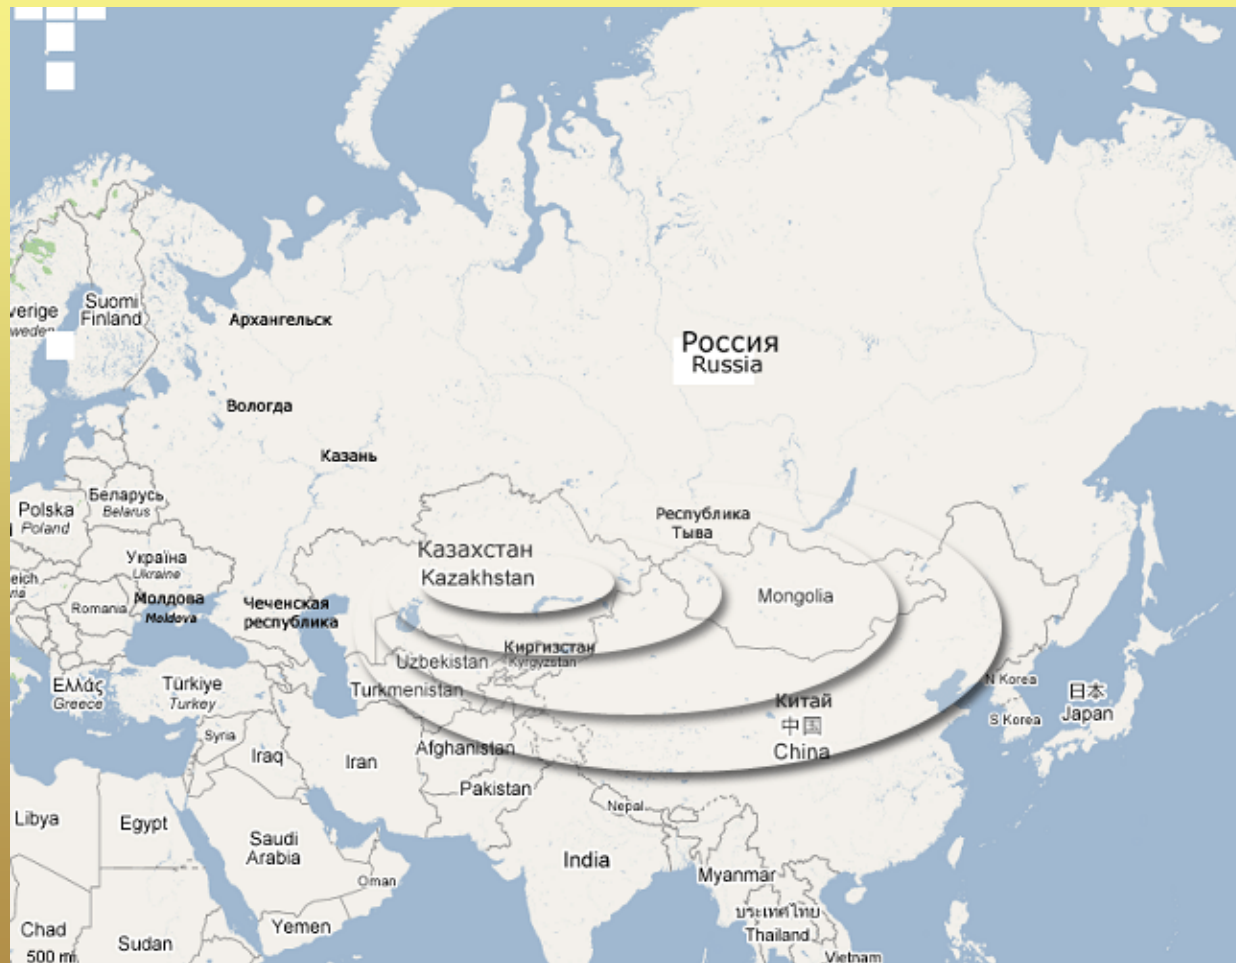 Suomi
Finland
verige
weden
Архангельск
Россия
Russia
Вологда
Казань
Беларусь
Belarus
Polska
Poland
Республика
Тыва
Казахстан
Kazakhstan
Україна
Ukraine
eich
ria
Romania
Молдова
Moldova
Чеченская
республика
Mongolia
Киргизстан
Kyrgyzstan
Uzbekistan
Turkmenistan
Ελλάς
Greece
Türkiye
Turkey
Китай
中国
China
N Korea
S Korea
日本
Japan
Syria
Iraq
Iran
Afghanistan
Pakistan
Nepal
Libya
Egypt
Saudi
Arabia
Oman
India
Myanmar
Yemen
Chad
Sudan
ประเทศไทย
Thailand
Vietnam
500 mi